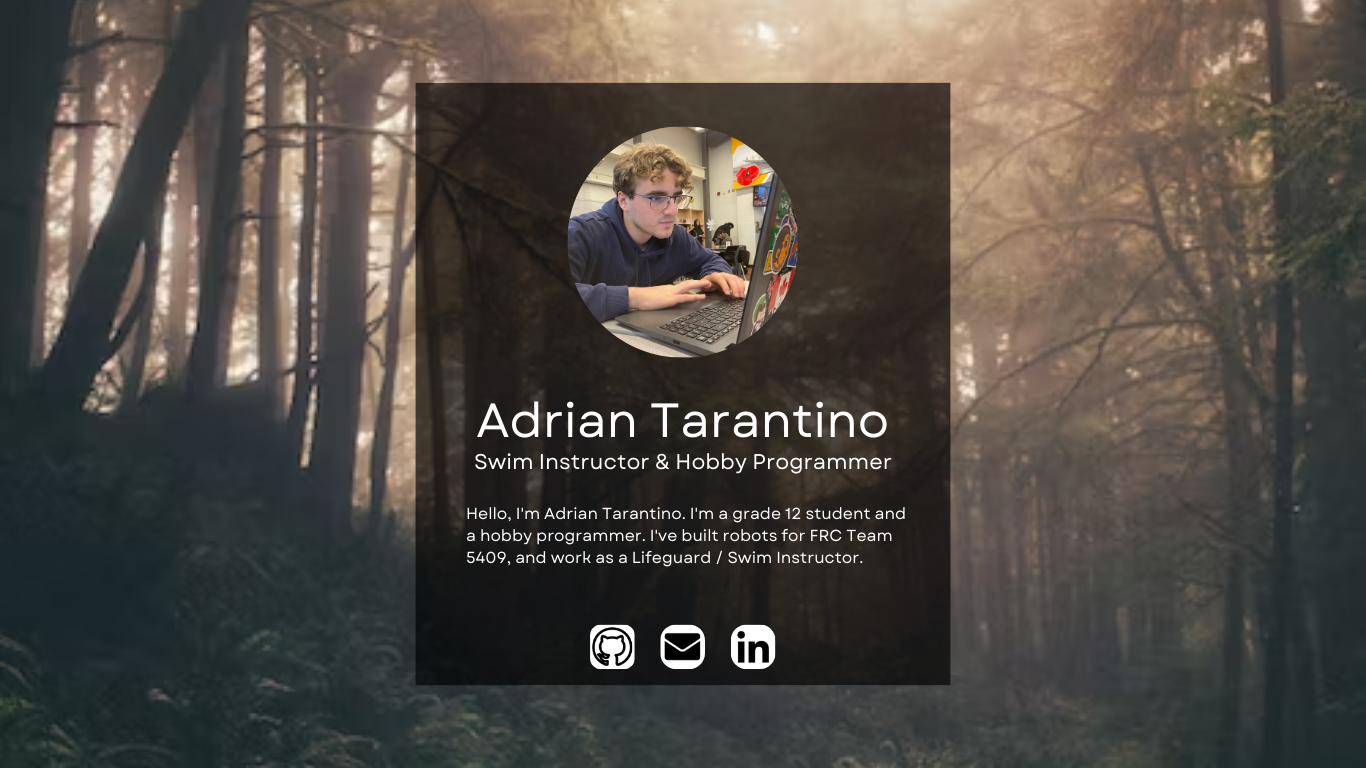 Adrian Tarantino
Swim Instructor & Hobby Programmer
Hello, I'm Adrian Tarantino. I'm a grade 12 student and
a hobby programmer. I've built robots for FRC Team
5409, and work as a Lifeguard / Swim Instructor.
in